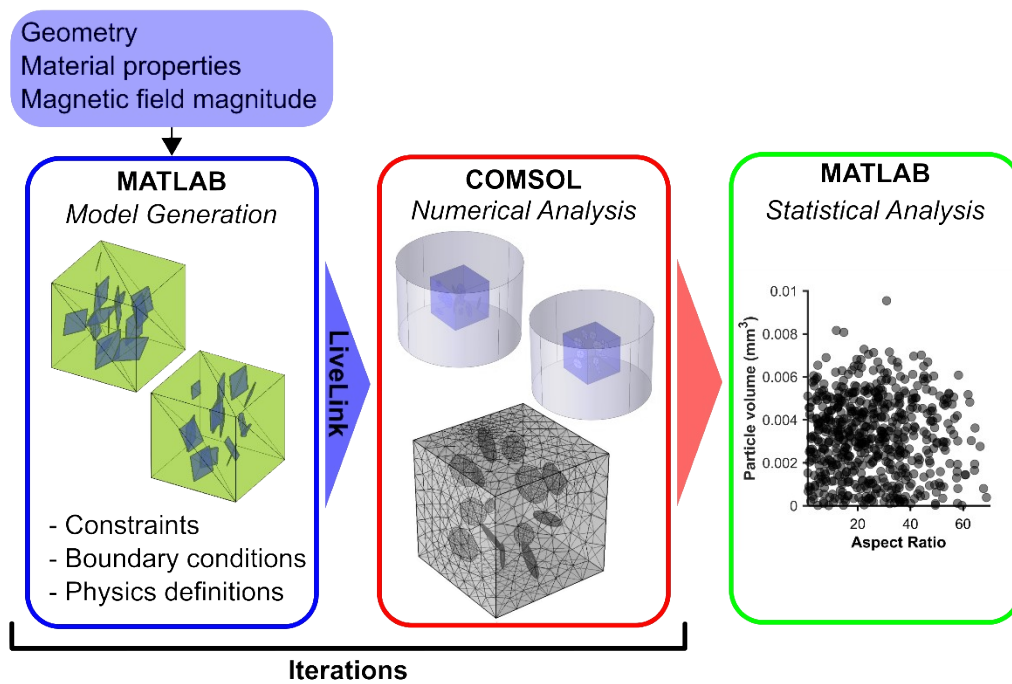 Geometry
Material properties
Magnetic field magnitude
MATLAB
Model Generation
- Constraints
- Boundary conditions
- Physics definitions
LiveLink
COMSOL
Numerical Analysis
MATLAB
Statistical Analysis
Particle volume (mm³)
0.01
0.008
0.006
0.004
0.002
0
20
40
60
Aspect Ratio
Iterations